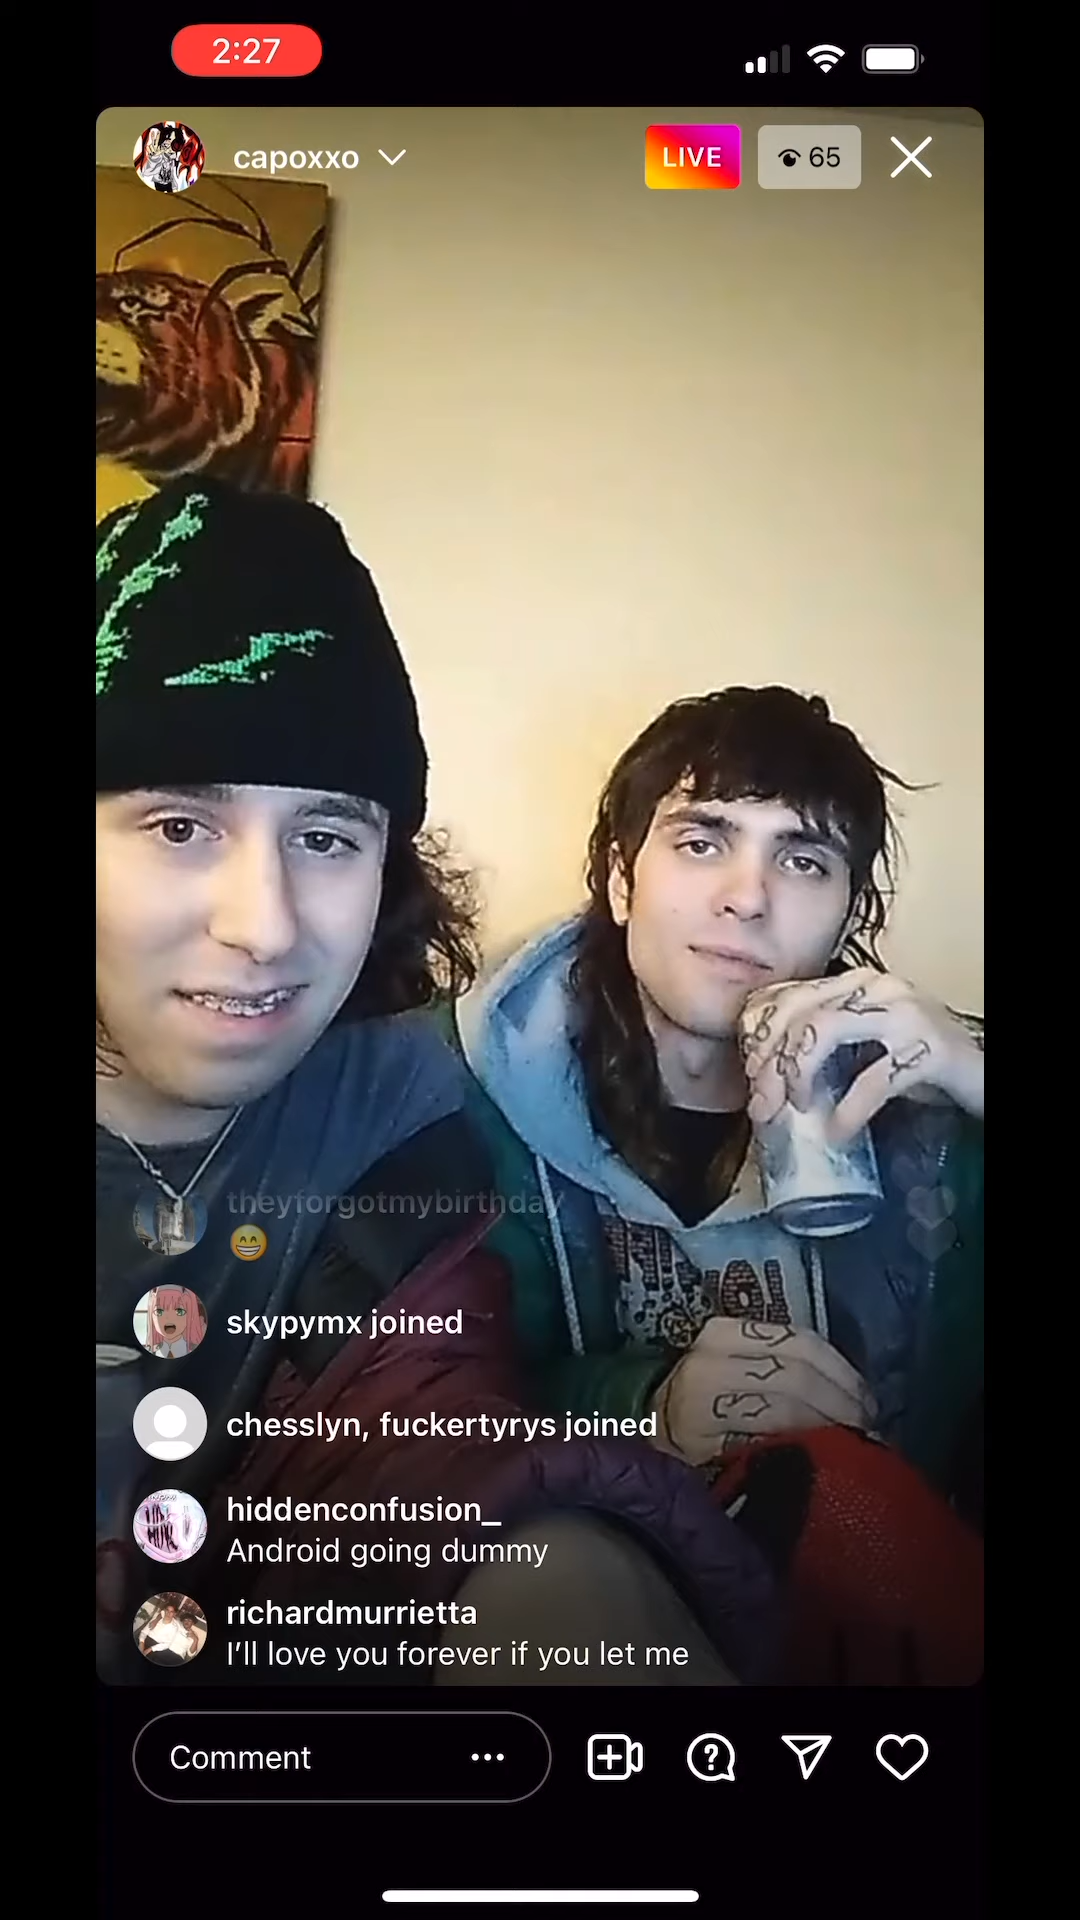 2:27
capoxxo
LIVE
65
theyforgotmybirthday
😁
skypymx joined
chesslyn, fuckertyrys joined
hiddenconfusion_
Android going dummy
richardmurrietta
I’ll love you forever if you let me
Comment